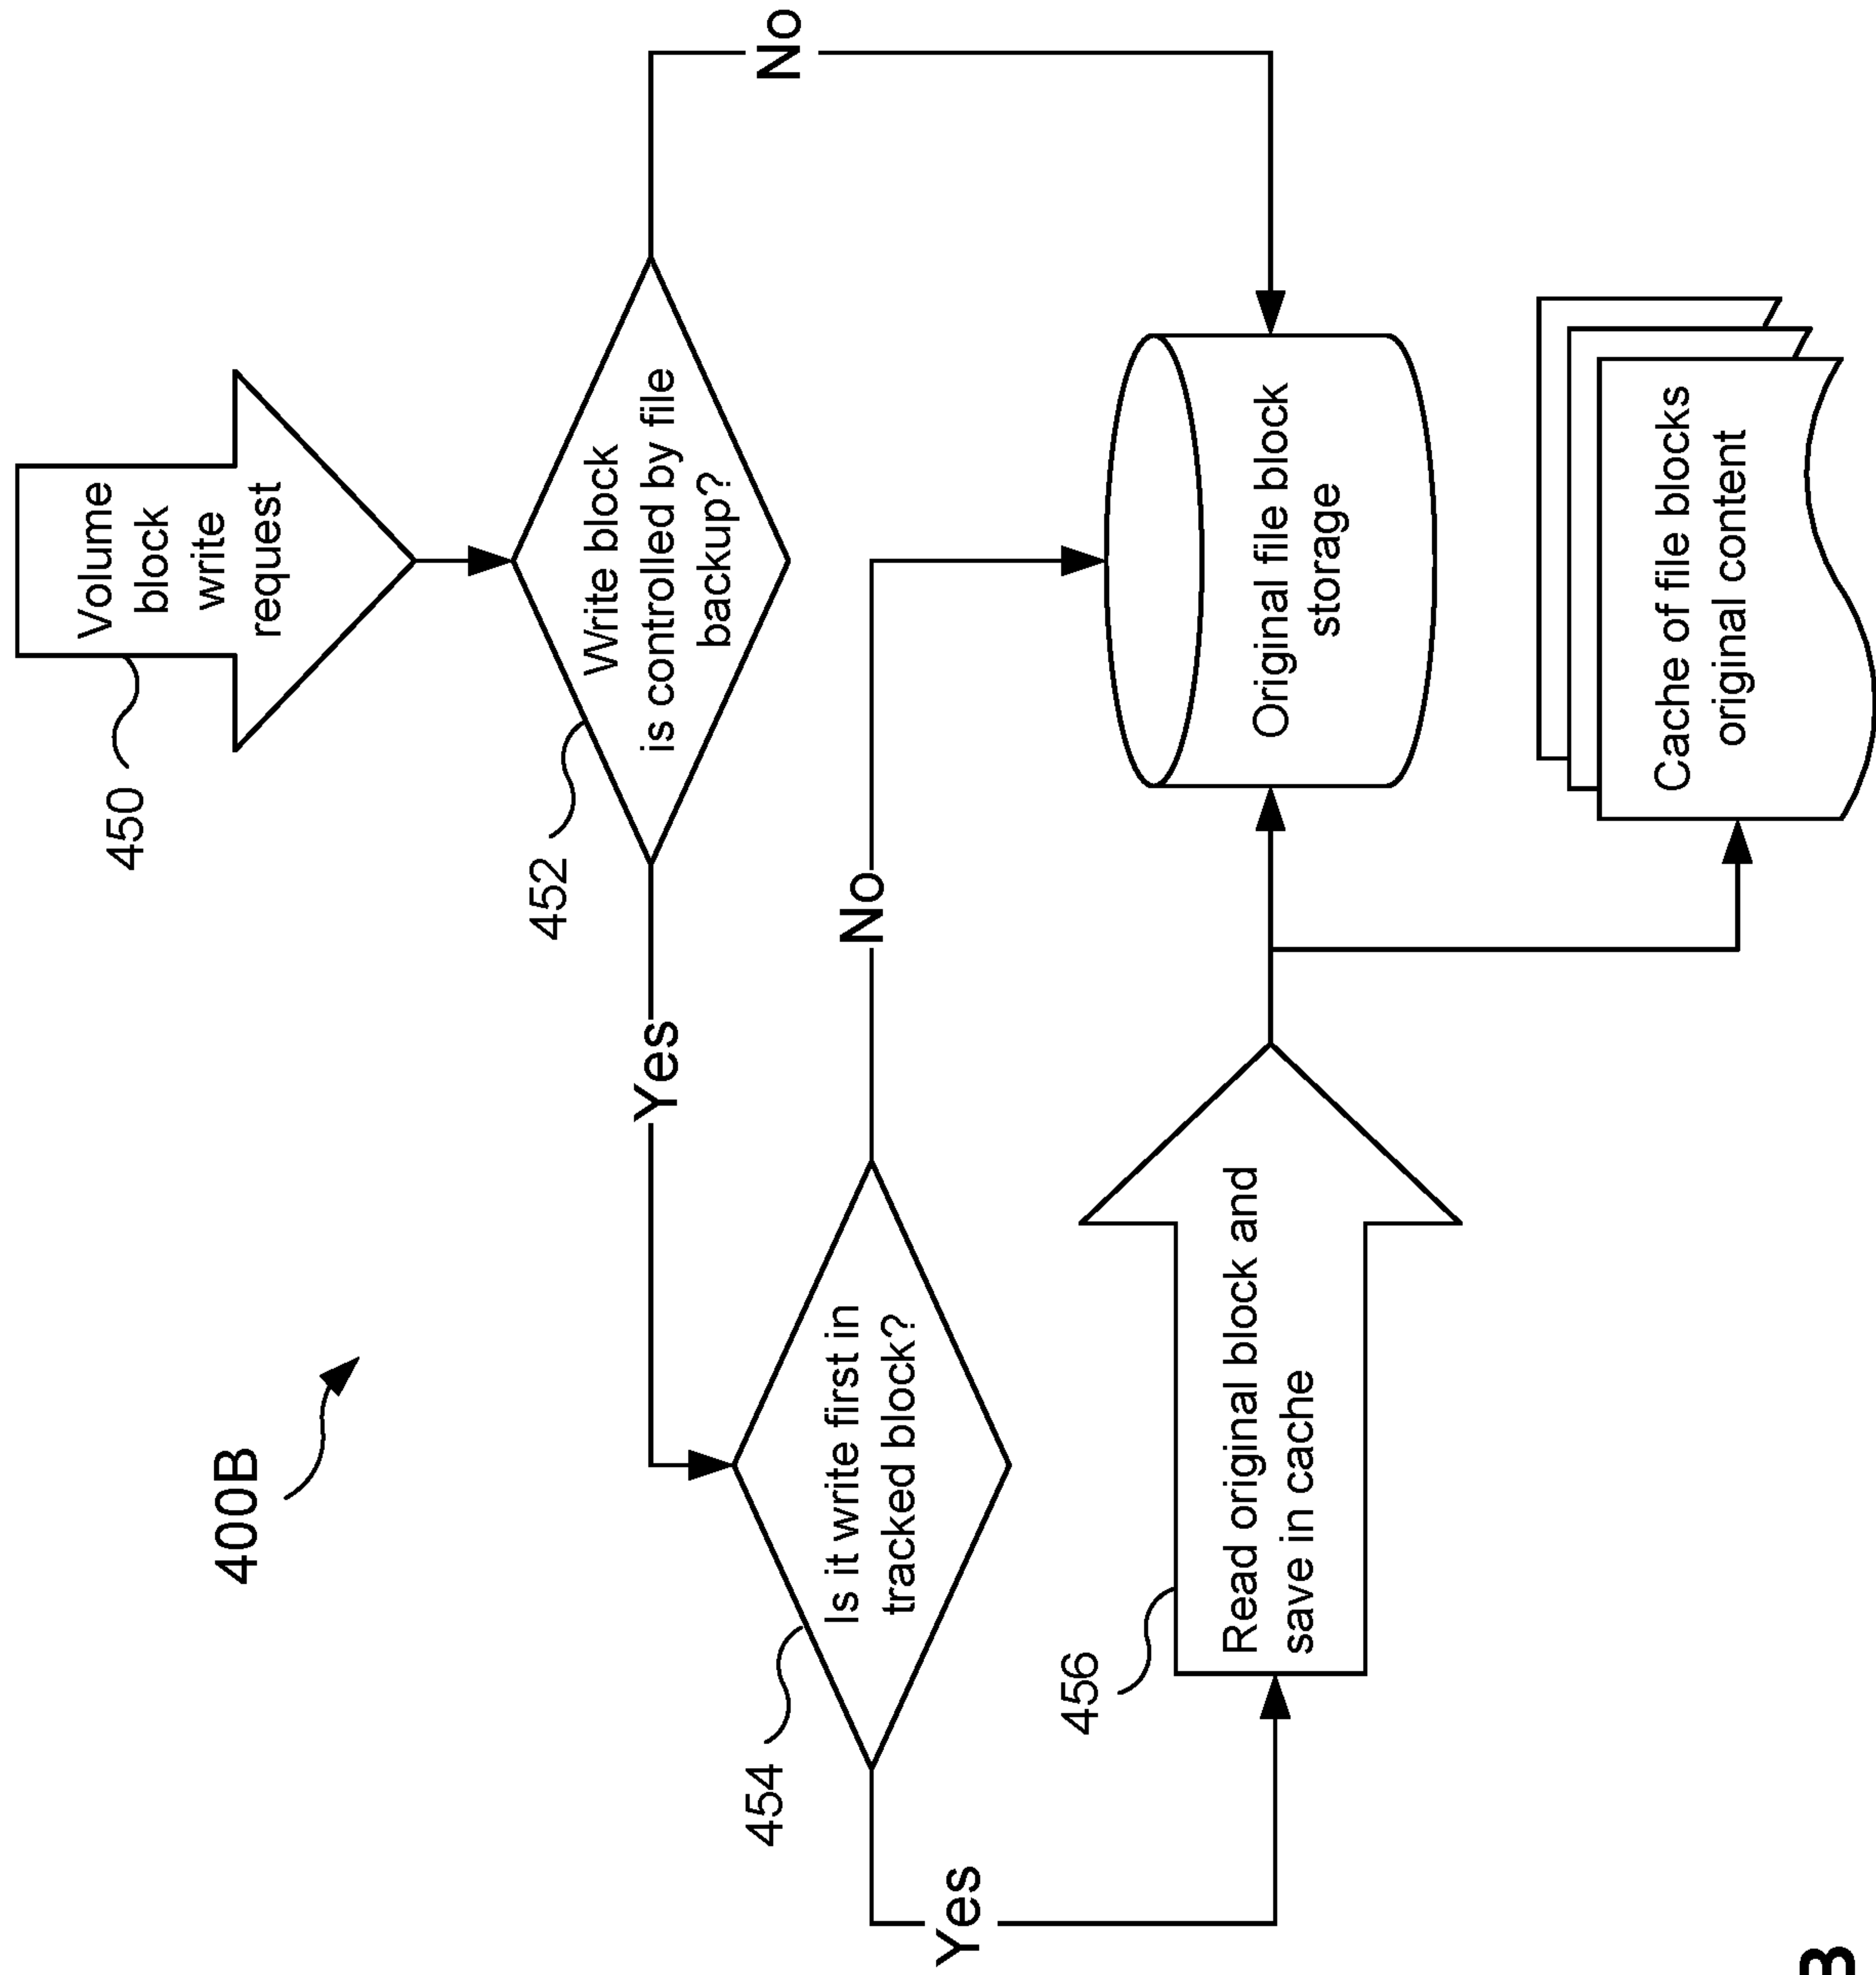 400B
450
Volume
block
write
request
452
Write block
is controlled by file
backup?
Yes
No
454
Is it write first in
tracked block?
Yes
No
456
Read original block and
save in cache
Original file block
storage
Cache of file blocks
original content
B